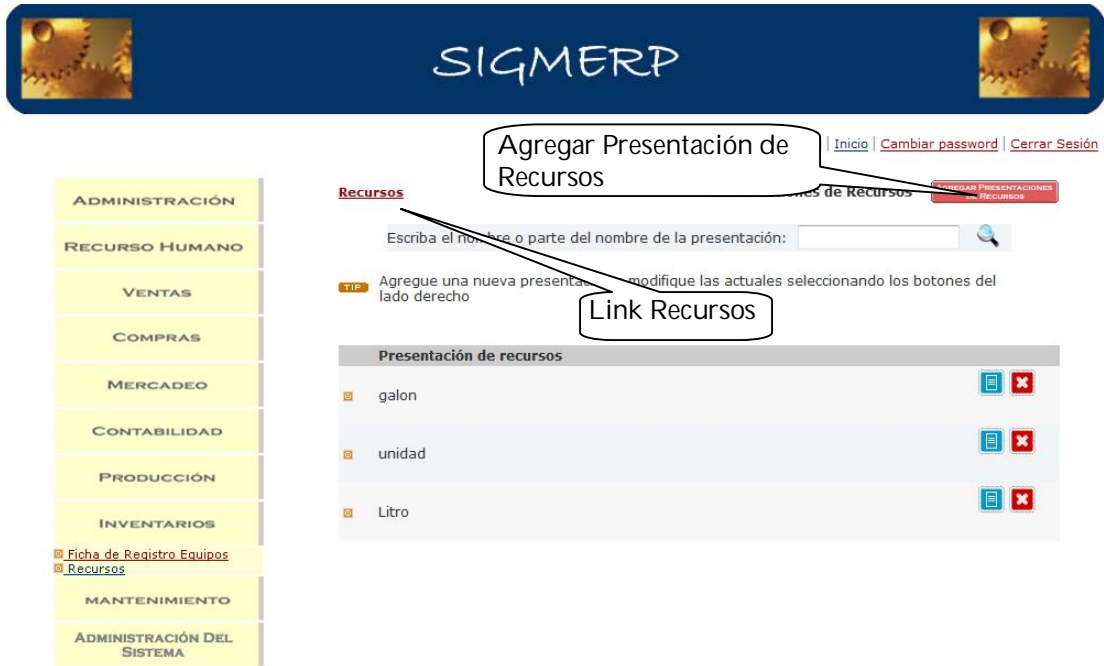 SIGMERP
Agregar Presentación de
Recursos
| Inicio | Cambiar password | Cerrar Sesión
Recursos
es de Recursos
AGREGAR PRESENTACIONES
DE RECURSOS
Escriba el nombre o parte del nombre de la presentación:
TIP
Agregue una nueva presentac modifique las actuales seleccionando los botones del
lado derecho
Link Recursos
Presentación de recursos
galon
unidad
Litro
ADMINISTRACIÓN
RECURSO HUMANO
VENTAS
COMPRAS
MERCADEO
CONTABILIDAD
PRODUCCIÓN
INVENTARIOS
Ficha de Registro Equipos
Recursos
MANTENIMIENTO
ADMINISTRACIÓN DEL
SISTEMA